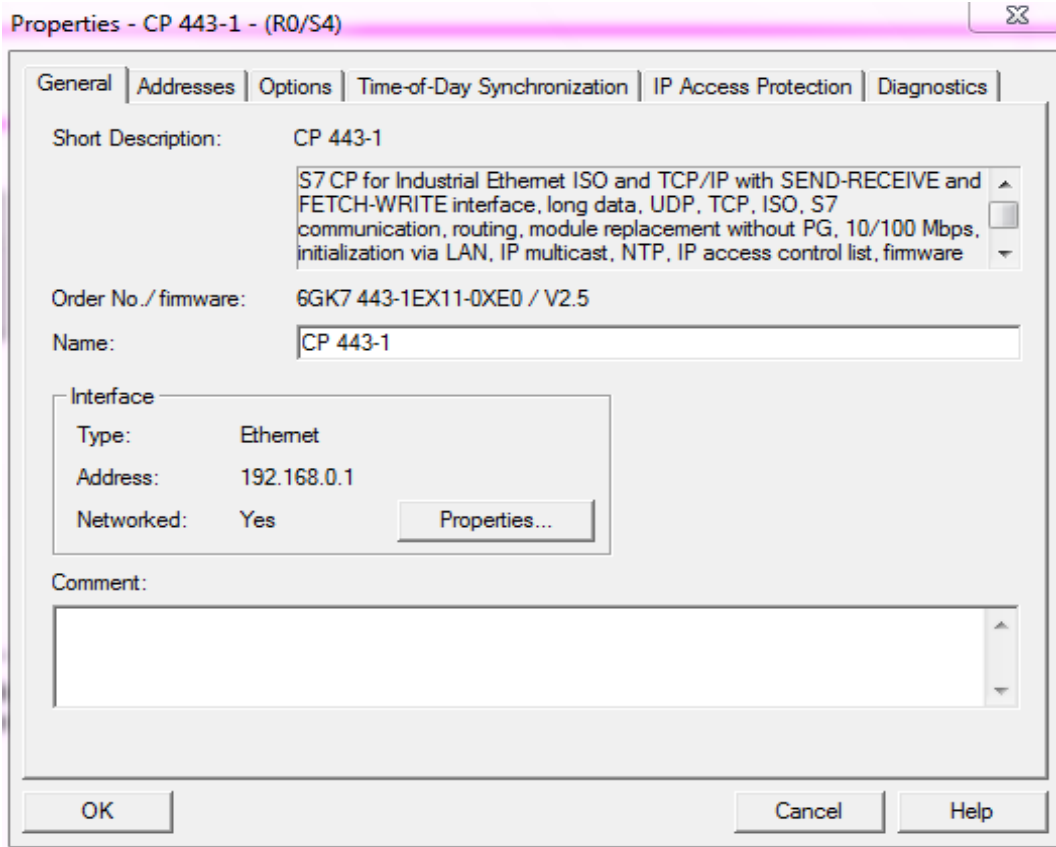 Properties - CP 443-1 - (R0/S4)
General Addresses Options Time-of-Day Synchronization IP Access Protection Diagnostics
Short Description: CP 443-1
S7 CP for Industrial Ethernet ISO and TCP/IP with SEND-RECEIVE and
FETCH-WRITE interface, long data, UDP, TCP, ISO, S7
communication, routing, module replacement without PG, 10/100 Mbps,
initialization via LAN, IP multicast, NTP, IP access control list, firmware
Order No./ firmware: 6GK7 443-1EX11-0XE0 / V2.5
Name: CP 443-1
Interface
Type: Ethernet
Address: 192.168.0.1
Networked: Yes Properties...
Comment:
OK Cancel Help